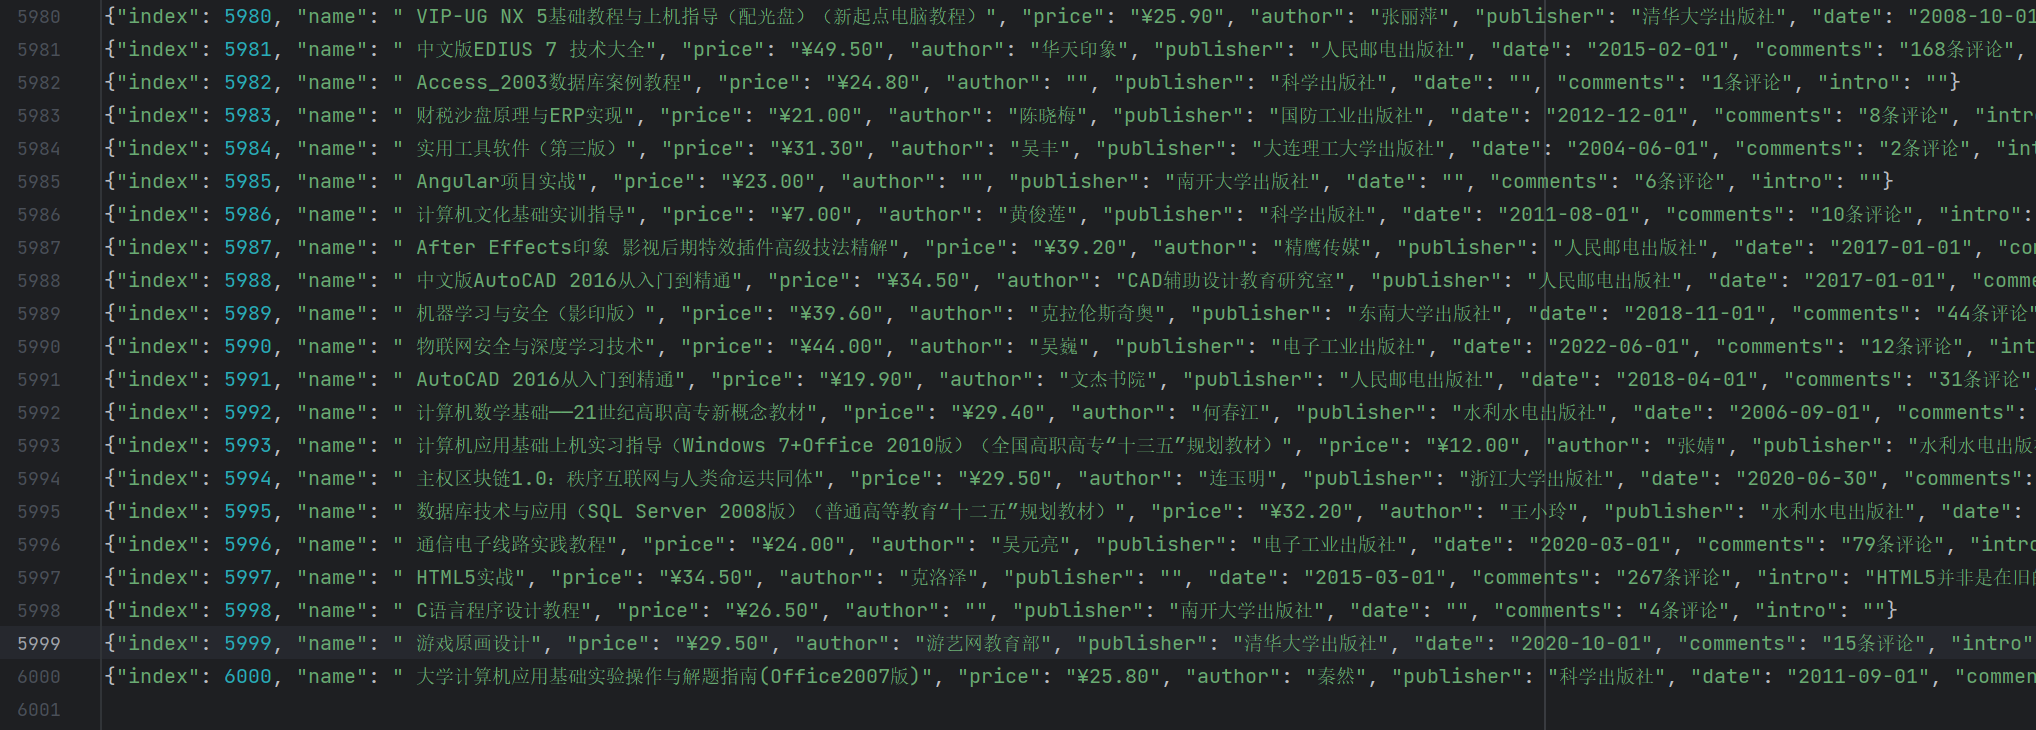 5980 {"index": 5980, "name": " VIP-UG NX 5基础教程与上机指导（配光盘）（新起点电脑教程）", "price": "¥25.90", "author": "张丽萍", "publisher": "清华大学出版社", "date": "2008-10-01
5981 {"index": 5981, "name": " 中文版EDIUS 7 技术大全", "price": "¥49.50", "author": "华天印象", "publisher": "人民邮电出版社", "date": "2015-02-01", "comments": "168条评论",
5982 {"index": 5982, "name": " Access_2003数据库案例教程", "price": "¥24.80", "author": "", "publisher": "科学出版社", "date": "", "comments": "1条评论", "intro": ""}
5983 {"index": 5983, "name": " 财税沙盘原理与ERP实现", "price": "¥21.00", "author": "陈晓梅", "publisher": "国防工业出版社", "date": "2012-12-01", "comments": "8条评论", "intr
5984 {"index": 5984, "name": " 实用工具软件（第三版）", "price": "¥31.30", "author": "吴丰", "publisher": "大连理工大学出版社", "date": "2004-06-01", "comments": "2条评论", "int
5985 {"index": 5985, "name": " Angular项目实战", "price": "¥23.00", "author": "", "publisher": "南开大学出版社", "date": "", "comments": "6条评论", "intro": ""}
5986 {"index": 5986, "name": " 计算机文化基础实训指导", "price": "¥7.00", "author": "黄俊莲", "publisher": "科学出版社", "date": "2011-08-01", "comments": "10条评论", "intro":
5987 {"index": 5987, "name": " After Effects印象 影视后期特效插件高级技法精解", "price": "¥39.20", "author": "精鹰传媒", "publisher": "人民邮电出版社", "date": "2017-01-01", "co
5988 {"index": 5988, "name": " 中文版AutoCAD 2016从入门到精通", "price": "¥34.50", "author": "CAD辅助设计教育研究室", "publisher": "人民邮电出版社", "date": "2017-01-01", "comme
5989 {"index": 5989, "name": " 机器学习与安全（影印版）", "price": "¥39.60", "author": "克拉伦斯奇奥", "publisher": "东南大学出版社", "date": "2018-11-01", "comments": "44条评论"
5990 {"index": 5990, "name": " 物联网安全与深度学习技术", "price": "¥44.00", "author": "吴巍", "publisher": "电子工业出版社", "date": "2022-06-01", "comments": "12条评论", "int
5991 {"index": 5991, "name": " AutoCAD 2016从入门到精通", "price": "¥19.90", "author": "文杰书院", "publisher": "人民邮电出版社", "date": "2018-04-01", "comments": "31条评论",
5992 {"index": 5992, "name": " 计算机数学基础——21世纪高职高专新概念教材", "price": "¥29.40", "author": "何春江", "publisher": "水利水电出版社", "date": "2006-09-01", "comments":
5993 {"index": 5993, "name": " 计算机应用基础上机实习指导（Windows 7+Office 2010版）（全国高职高专“十三五”规划教材）", "price": "¥12.00", "author": "张婧", "publisher": "水利水电出版
5994 {"index": 5994, "name": " 主权区块链1.0：秩序互联网与人类命运共同体", "price": "¥29.50", "author": "连玉明", "publisher": "浙江大学出版社", "date": "2020-06-30", "comments":
5995 {"index": 5995, "name": " 数据库技术与应用（SQL Server 2008版）（普通高等教育“十二五”规划教材）", "price": "¥32.20", "author": "王小玲", "publisher": "水利水电出版社", "date":
5996 {"index": 5996, "name": " 通信电子线路实践教程", "price": "¥24.00", "author": "吴元亮", "publisher": "电子工业出版社", "date": "2020-03-01", "comments": "79条评论", "intro
5997 {"index": 5997, "name": " HTML5实战", "price": "¥34.50", "author": "克洛泽", "publisher": "", "date": "2015-03-01", "comments": "267条评论", "intro": "HTML5并非是在旧的
5998 {"index": 5998, "name": " C语言程序设计教程", "price": "¥26.50", "author": "", "publisher": "南开大学出版社", "date": "", "comments": "4条评论", "intro": ""}
5999 {"index": 5999, "name": " 游戏原画设计", "price": "¥29.50", "author": "游艺网教育部", "publisher": "清华大学出版社", "date": "2020-10-01", "comments": "15条评论", "intro"
6000 {"index": 6000, "name": " 大学计算机应用基础实验操作与解题指南(Office2007版)", "price": "¥25.80", "author": "秦然", "publisher": "科学出版社", "date": "2011-09-01", "commen
6001